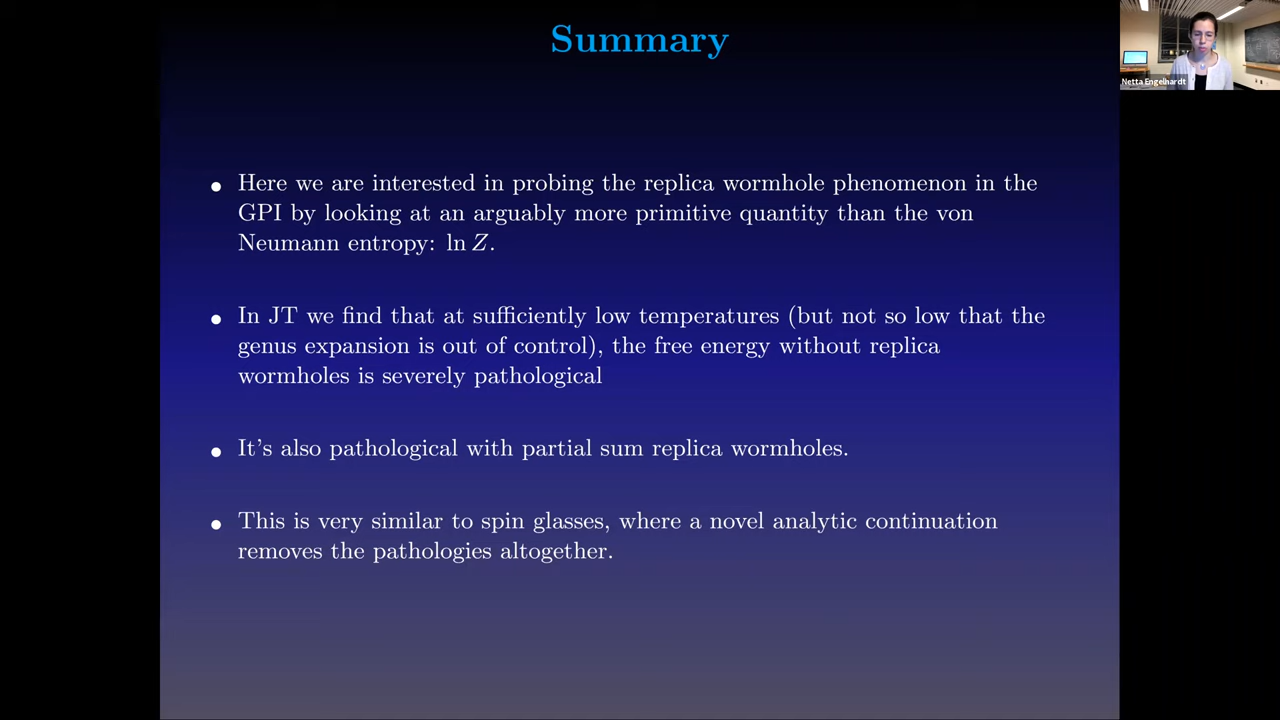 Summary
Netta Engelhardt
• Here we are interested in probing the replica wormhole phenomenon in the
GPI by looking at an arguably more primitive quantity than the von
Neumann entropy: ln Z.
• In JT we find that at sufficiently low temperatures (but not so low that the
genus expansion is out of control), the free energy without replica
wormholes is severely pathological
• It's also pathological with partial sum replica wormholes.
• This is very similar to spin glasses, where a novel analytic continuation
removes the pathologies altogether.